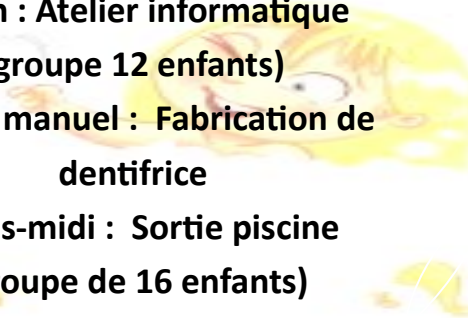 n : Atelier informatique
groupe 12 enfants)
manuel : Fabrication de
dentifrice
s-midi : Sortie piscine
oupe de 16 enfants)